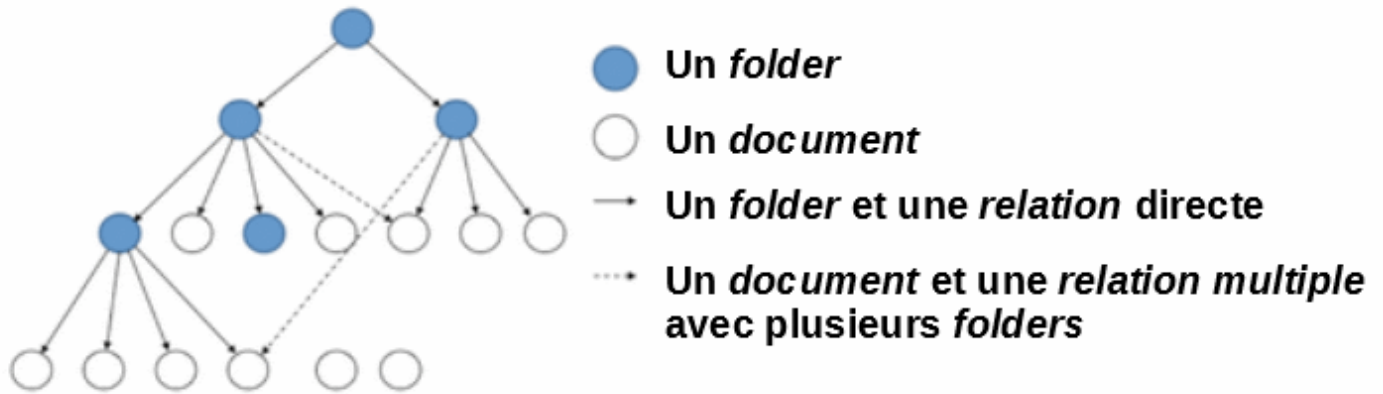 Un folder
Un document
Un folder et une relation directe
Un document et une relation multiple
avec plusieurs folders